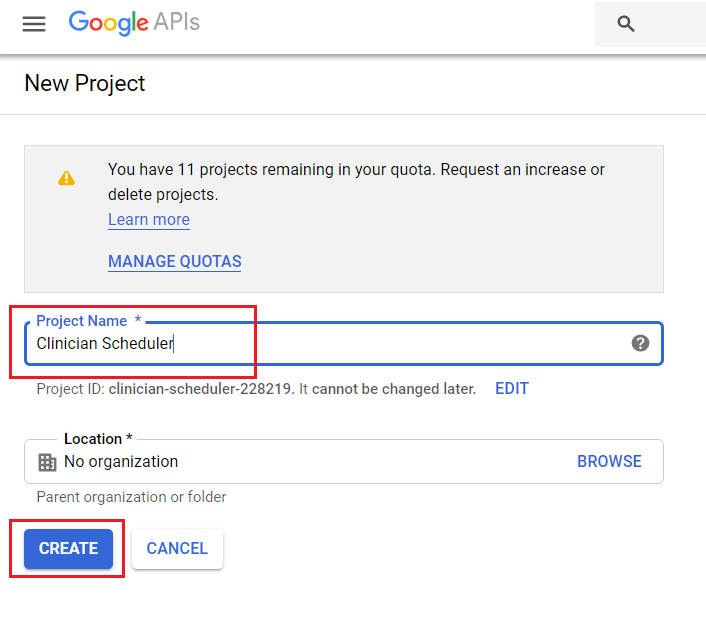 Google APIs
New Project
You have 11 projects remaining in your quota. Request an increase or
delete projects.
Learn more
MANAGE QUOTAS
Project Name *
Clinician Scheduler
Project ID: clinician-scheduler-228219. It cannot be changed later. EDIT
Location *
No organization BROWSE
Parent organization or folder
CREATE CANCEL